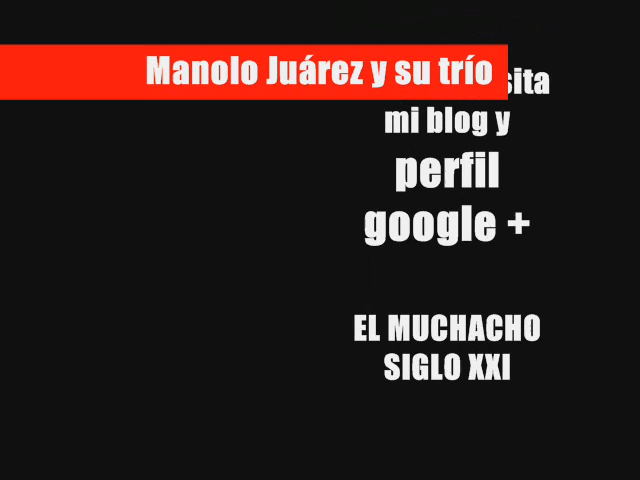 Manolo Juárez y su trío
mi blog y
perfil
google +
EL MUCHACHO
SIGLO XXI